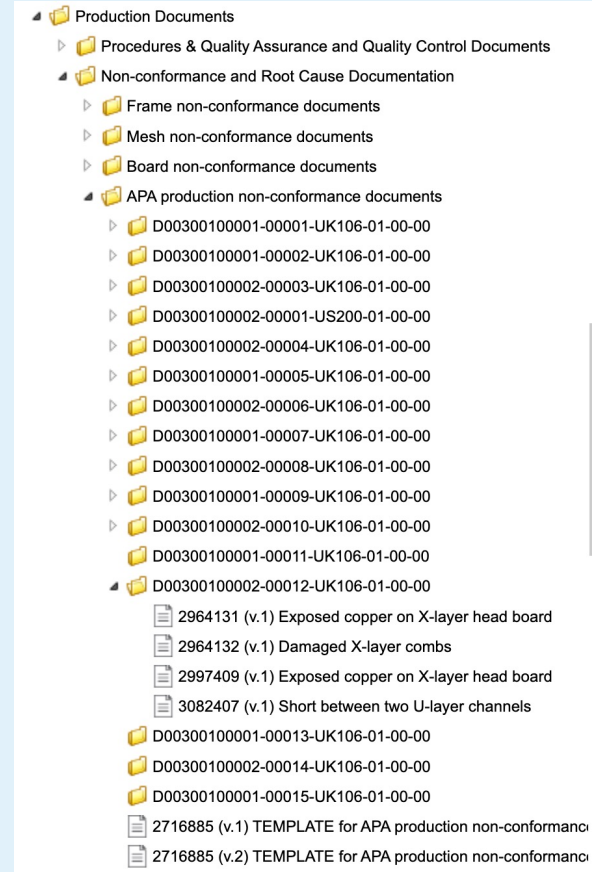 Production Documents
Procedures & Quality Assurance and Quality Control Documents
Non-conformance and Root Cause Documentation
Frame non-conformance documents
Mesh non-conformance documents
Board non-conformance documents
APA production non-conformance documents
D00300100001-00001-UK106-01-00-00
D00300100001-00002-UK106-01-00-00
D00300100002-00003-UK106-01-00-00
D00300100002-00001-US200-01-00-00
D00300100002-00004-UK106-01-00-00
D00300100001-00005-UK106-01-00-00
D00300100002-00006-UK106-01-00-00
D00300100001-00007-UK106-01-00-00
D00300100002-00008-UK106-01-00-00
D00300100001-00009-UK106-01-00-00
D00300100002-00010-UK106-01-00-00
D00300100001-00011-UK106-01-00-00
D00300100002-00012-UK106-01-00-00
2964131 (v.1) Exposed copper on X-layer head board
2964132 (v.1) Damaged X-layer combs
2997409 (v.1) Exposed copper on X-layer head board
3082407 (v.1) Short between two U-layer channels
D00300100001-00013-UK106-01-00-00
D00300100002-00014-UK106-01-00-00
D00300100001-00015-UK106-01-00-00
2716885 (v.1) TEMPLATE for APA production non-conformanc
2716885 (v.2) TEMPLATE for APA production non-conformanc